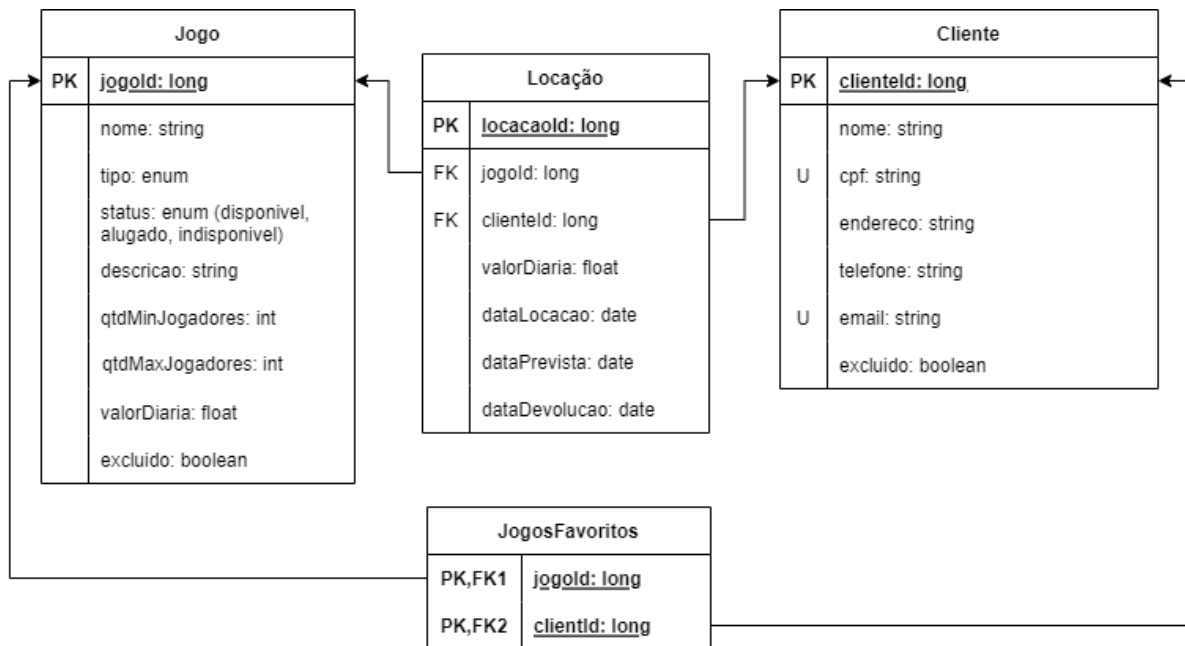 Jogo
PK jogoId: long
nome: string
tipo: enum
status: enum (disponivel,
alugado, indisponivel)
descricao: string
qtdMinJogadores: int
qtdMaxJogadores: int
valorDiaria: float
excluido: boolean
Locação
PK locacaoId: long
FK jogoId: long
FK clienteId: long
valorDiaria: float
dataLocacao: date
dataPrevista: date
dataDevolucao: date
Cliente
PK clienteId: long
nome: string
U cpf: string
endereco: string
telefone: string
U email: string
excluido: boolean
JogosFavoritos
PK,FK1 jogoId: long
PK,FK2 clientId: long